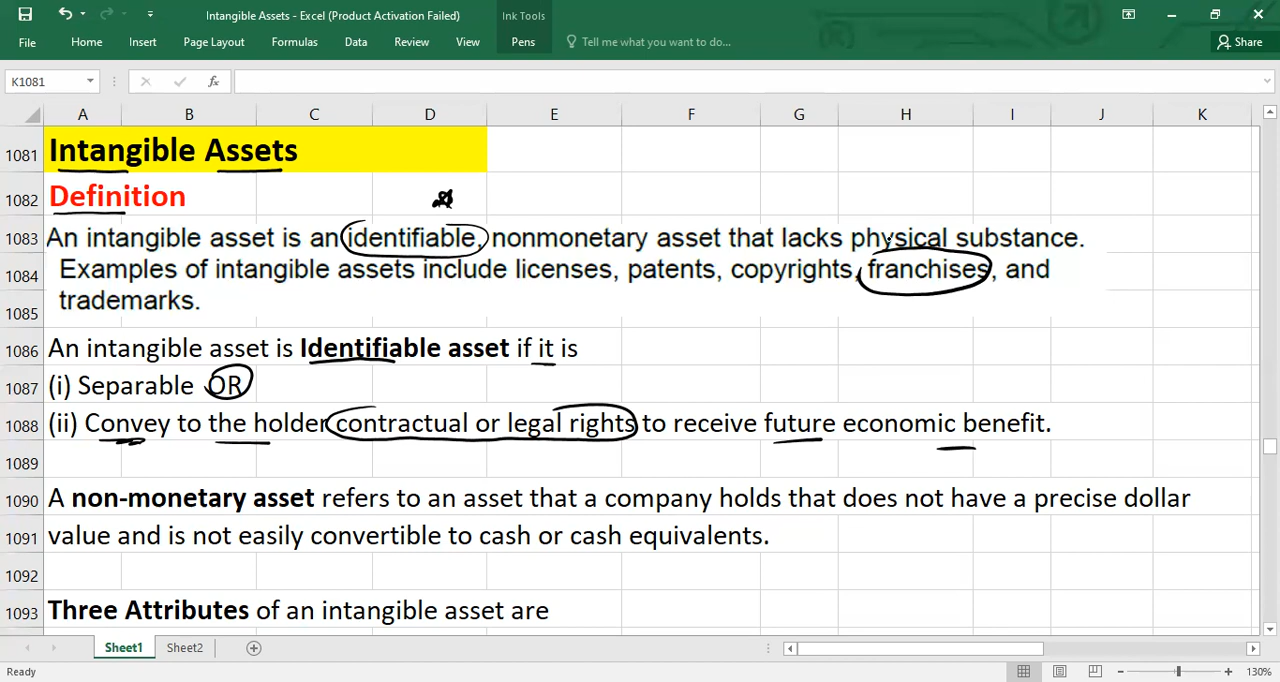 Intangible Assets - Excel (Product Activation Failed)
Ink Tools
File Home Insert Page Layout Formulas Data Review View Pens Tell me what you want to do... Share
K1081 fx
A B C D E F G H I J K
1081 Intangible Assets
1082 Definition
1083 An intangible asset is an identifiable, nonmonetary asset that lacks physical substance.
1084 Examples of intangible assets include licenses, patents, copyrights, franchises, and
1085 trademarks.
1086 An intangible asset is Identifiable asset if it is
1087 (i) Separable OR
1088 (ii) Convey to the holder contractual or legal rights to receive future economic benefit.
1089
1090 A non-monetary asset refers to an asset that a company holds that does not have a precise dollar
1091 value and is not easily convertible to cash or cash equivalents.
1092
1093 Three Attributes of an intangible asset are
Sheet1 Sheet2
Ready 130%